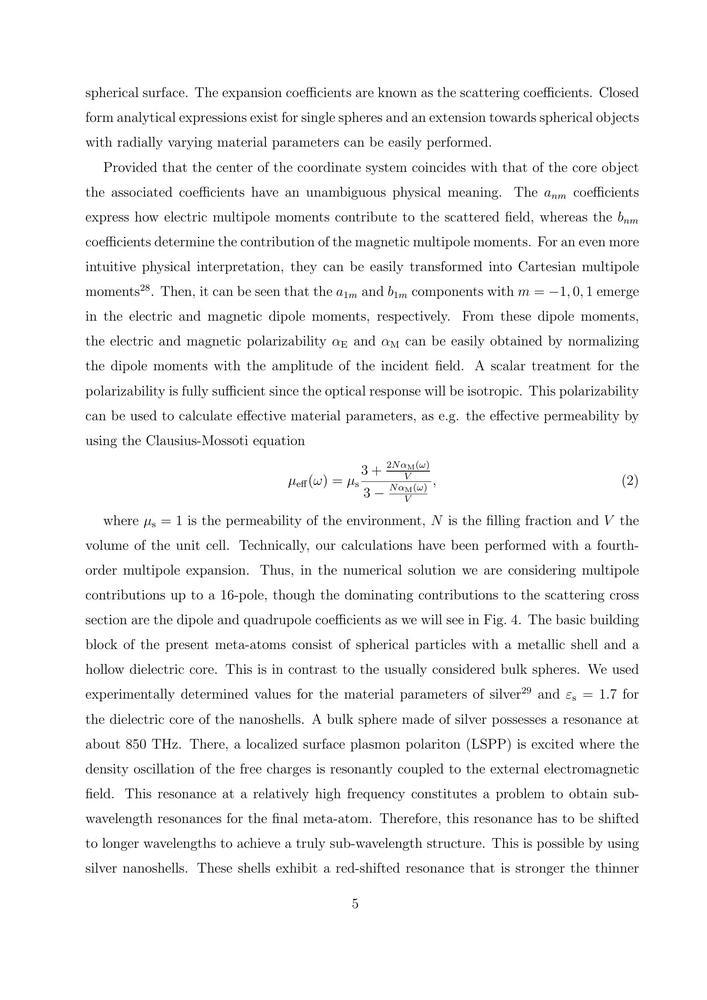 spherical surface. The expansion coefficients are known as the scattering coefficients. Closed
form analytical expressions exist for single spheres and an extension towards spherical objects
with radially varying material parameters can be easily performed.
Provided that the center of the coordinate system coincides with that of the core object
the associated coefficients have an unambiguous physical meaning. The $a_{nm}$ coefficients
express how electric multipole moments contribute to the scattered field, whereas the $b_{nm}$
coefficients determine the contribution of the magnetic multipole moments. For an even more
intuitive physical interpretation, they can be easily transformed into Cartesian multipole
moments$^{28}$. Then, it can be seen that the $a_{1m}$ and $b_{1m}$ components with $m = -1, 0, 1$ emerge
in the electric and magnetic dipole moments, respectively. From these dipole moments,
the electric and magnetic polarizability $\alpha_{\mathrm{E}}$ and $\alpha_{\mathrm{M}}$ can be easily obtained by normalizing
the dipole moments with the amplitude of the incident field. A scalar treatment for the
polarizability is fully sufficient since the optical response will be isotropic. This polarizability
can be used to calculate effective material parameters, as e.g. the effective permeability by
using the Clausius-Mossoti equation
$\mu_{\mathrm{eff}}(\omega) = \mu_{\mathrm{s}} \frac{3 + \frac{2N\alpha_{\mathrm{M}}(\omega)}{V}}{3 - \frac{N\alpha_{\mathrm{M}}(\omega)}{V}},$ (2)
where $\mu_{\mathrm{s}} = 1$ is the permeability of the environment, $N$ is the filling fraction and $V$ the
volume of the unit cell. Technically, our calculations have been performed with a fourth-
order multipole expansion. Thus, in the numerical solution we are considering multipole
contributions up to a 16-pole, though the dominating contributions to the scattering cross
section are the dipole and quadrupole coefficients as we will see in Fig. 4. The basic building
block of the present meta-atoms consist of spherical particles with a metallic shell and a
hollow dielectric core. This is in contrast to the usually considered bulk spheres. We used
experimentally determined values for the material parameters of silver$^{29}$ and $\varepsilon_{\mathrm{s}} = 1.7$ for
the dielectric core of the nanoshells. A bulk sphere made of silver possesses a resonance at
about 850 THz. There, a localized surface plasmon polariton (LSPP) is excited where the
density oscillation of the free charges is resonantly coupled to the external electromagnetic
field. This resonance at a relatively high frequency constitutes a problem to obtain sub-
wavelength resonances for the final meta-atom. Therefore, this resonance has to be shifted
to longer wavelengths to achieve a truly sub-wavelength structure. This is possible by using
silver nanoshells. These shells exhibit a red-shifted resonance that is stronger the thinner
5